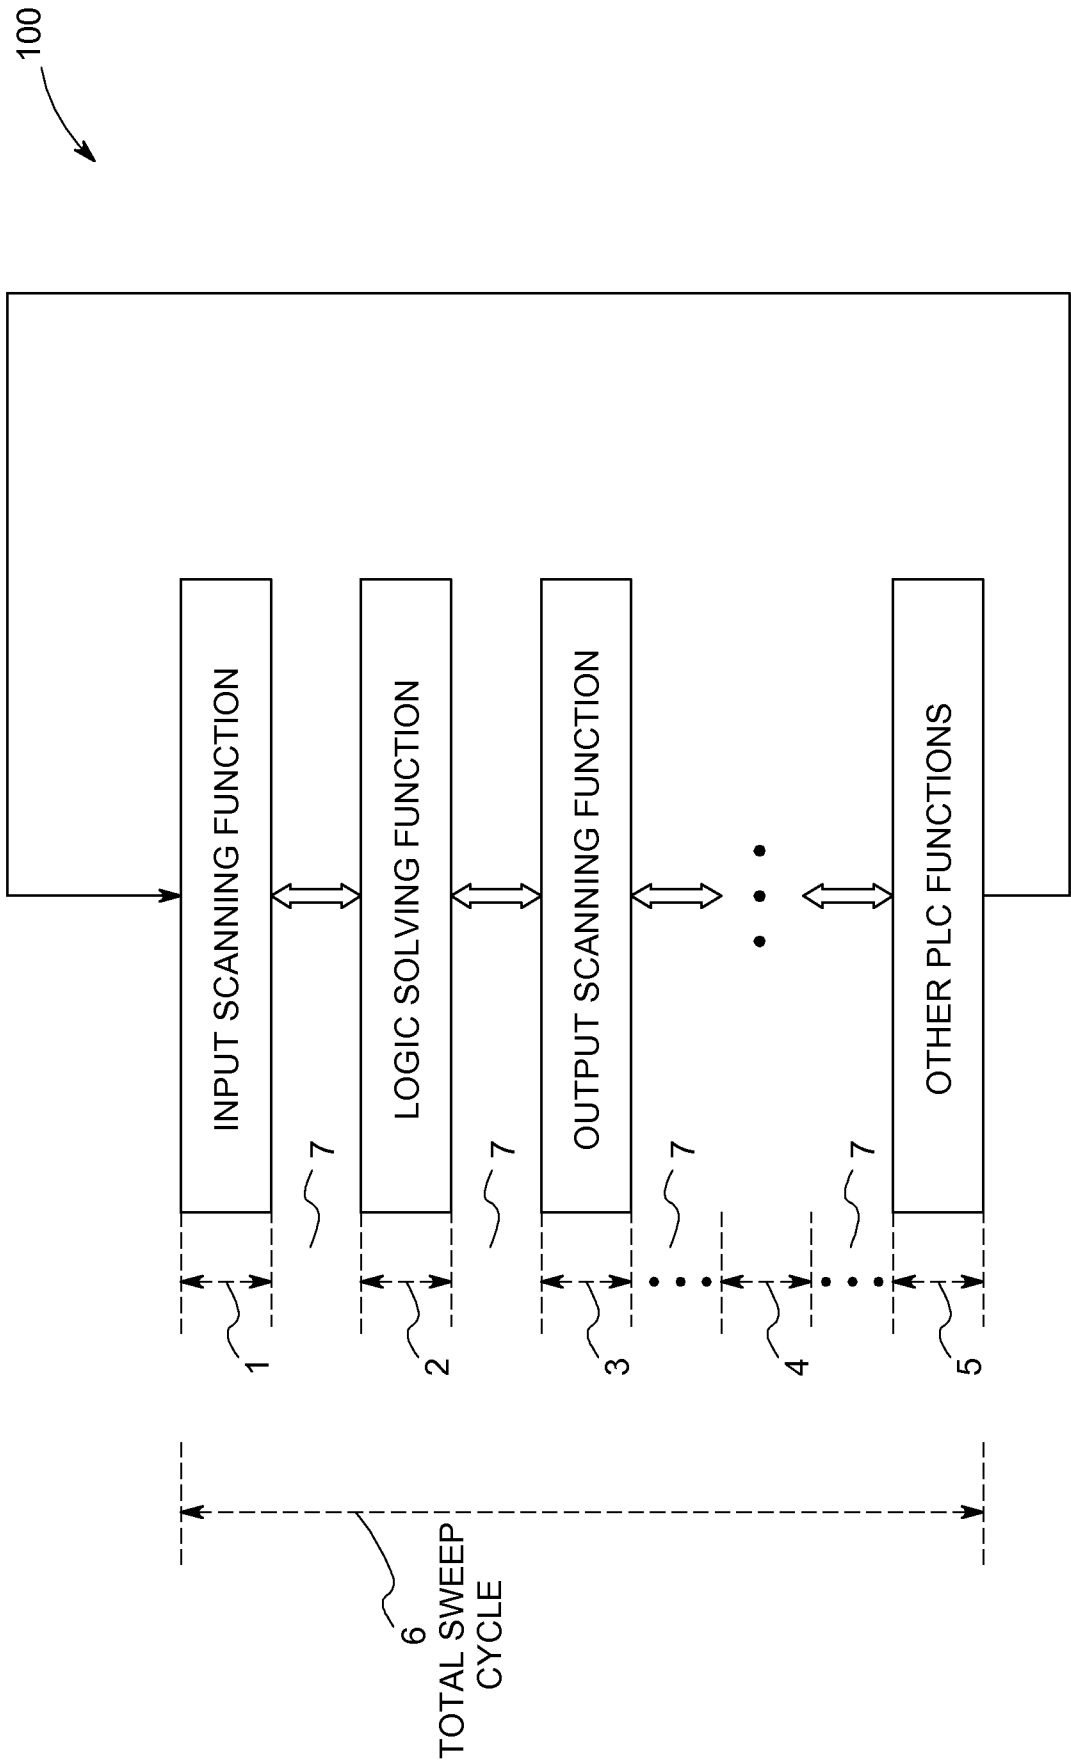 100
INPUT SCANNING FUNCTION
LOGIC SOLVING FUNCTION
OUTPUT SCANNING FUNCTION
OTHER PLC FUNCTIONS
7
7
7
7
1
2
3
4
5
6
TOTAL SWEEP
CYCLE